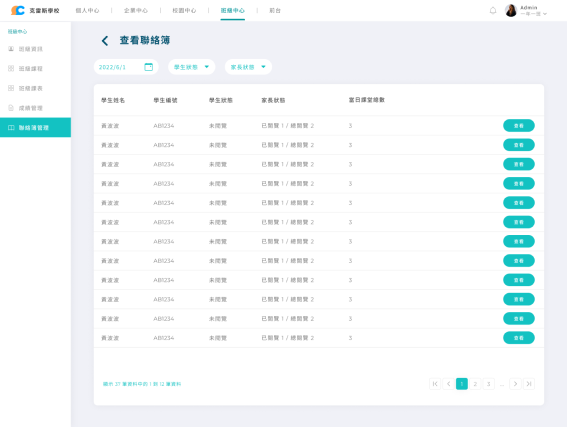 克雷斯學校 個人中心 企業中心 校園中心 班級中心 前台 Admin
一年一班
班級中心
班級資訊
班級課程
班級課表
成績管理
聯絡簿管理
查看聯絡簿
2022/6/1 學生狀態 家長狀態
學生姓名 學生編號 學生狀態 家長狀態 當日課堂總數
黃波波 AB1234 未閱覽 已閱覽 1 / 總閱覽 2 3 查看
黃波波 AB1234 未閱覽 已閱覽 1 / 總閱覽 2 3 查看
黃波波 AB1234 未閱覽 已閱覽 1 / 總閱覽 2 3 查看
黃波波 AB1234 未閱覽 已閱覽 1 / 總閱覽 2 3 查看
黃波波 AB1234 未閱覽 已閱覽 1 / 總閱覽 2 3 查看
黃波波 AB1234 未閱覽 已閱覽 1 / 總閱覽 2 3 查看
黃波波 AB1234 未閱覽 已閱覽 1 / 總閱覽 2 3 查看
黃波波 AB1234 未閱覽 已閱覽 1 / 總閱覽 2 3 查看
黃波波 AB1234 未閱覽 已閱覽 1 / 總閱覽 2 3 查看
黃波波 AB1234 未閱覽 已閱覽 1 / 總閱覽 2 3 查看
黃波波 AB1234 未閱覽 已閱覽 1 / 總閱覽 2 3 查看
黃波波 AB1234 未閱覽 已閱覽 1 / 總閱覽 2 3 查看
顯示 37 筆資料中的 1 到 12 筆資料 1 2 3 ...